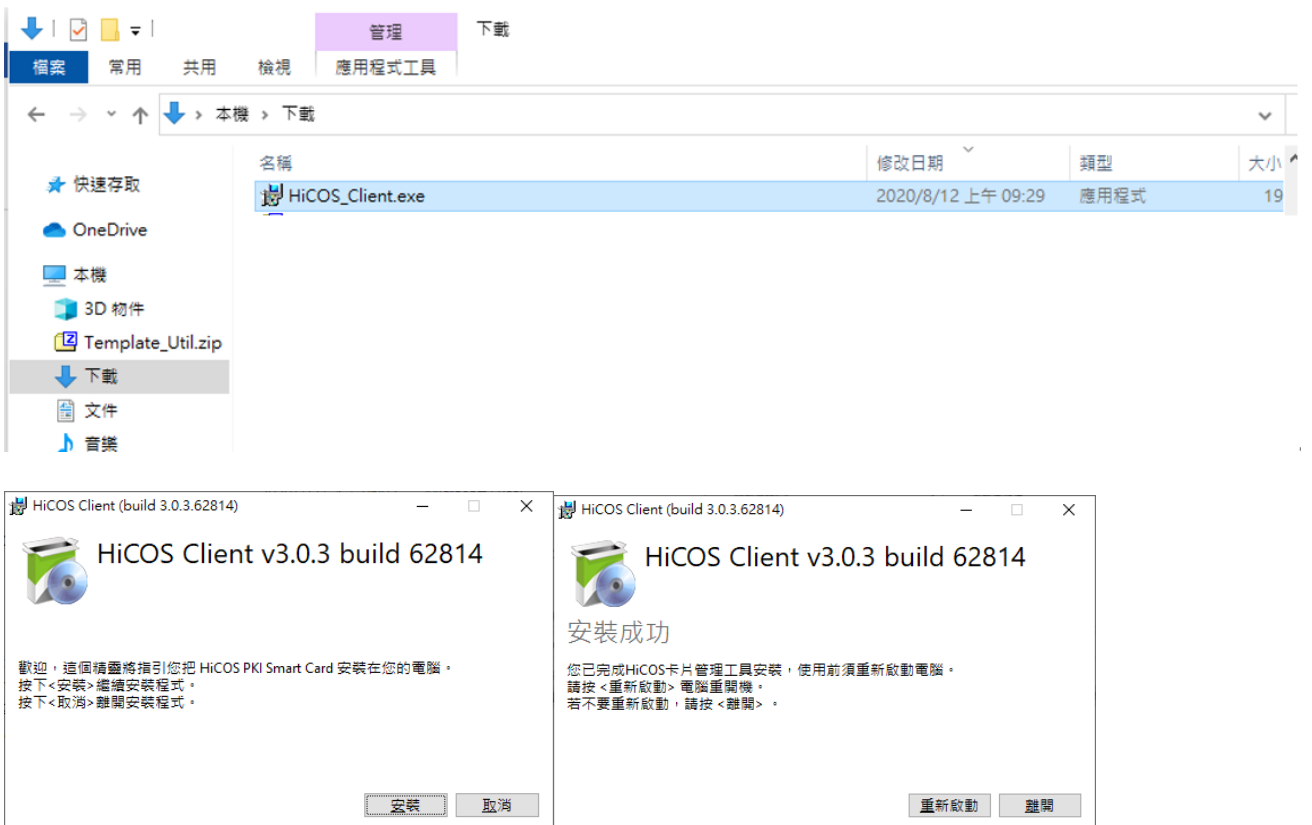 管理 下載
檔案 常用 共用 檢視 應用程式工具
本機 下載
名稱 修改日期 類型 大小
快速存取
HiCOS_Client.exe 2020/8/12 上午 09:29 應用程式 19
OneDrive
本機
3D 物件
Template_Util.zip
下載
文件
音樂
HiCOS Client (build 3.0.3.62814)
HiCOS Client v3.0.3 build 62814
歡迎，這個精靈將指引您把 HiCOS PKI Smart Card 安裝在您的電腦。
按下<安裝>繼續安裝程式。
按下<取消>離開安裝程式。
安裝 取消
HiCOS Client (build 3.0.3.62814)
HiCOS Client v3.0.3 build 62814
安裝成功
您已完成HiCOS卡片管理工具安裝，使用前須重新啟動電腦。
請按 <重新啟動> 電腦重開機。
若不要重新啟動，請按 <離開> 。
重新啟動 離開